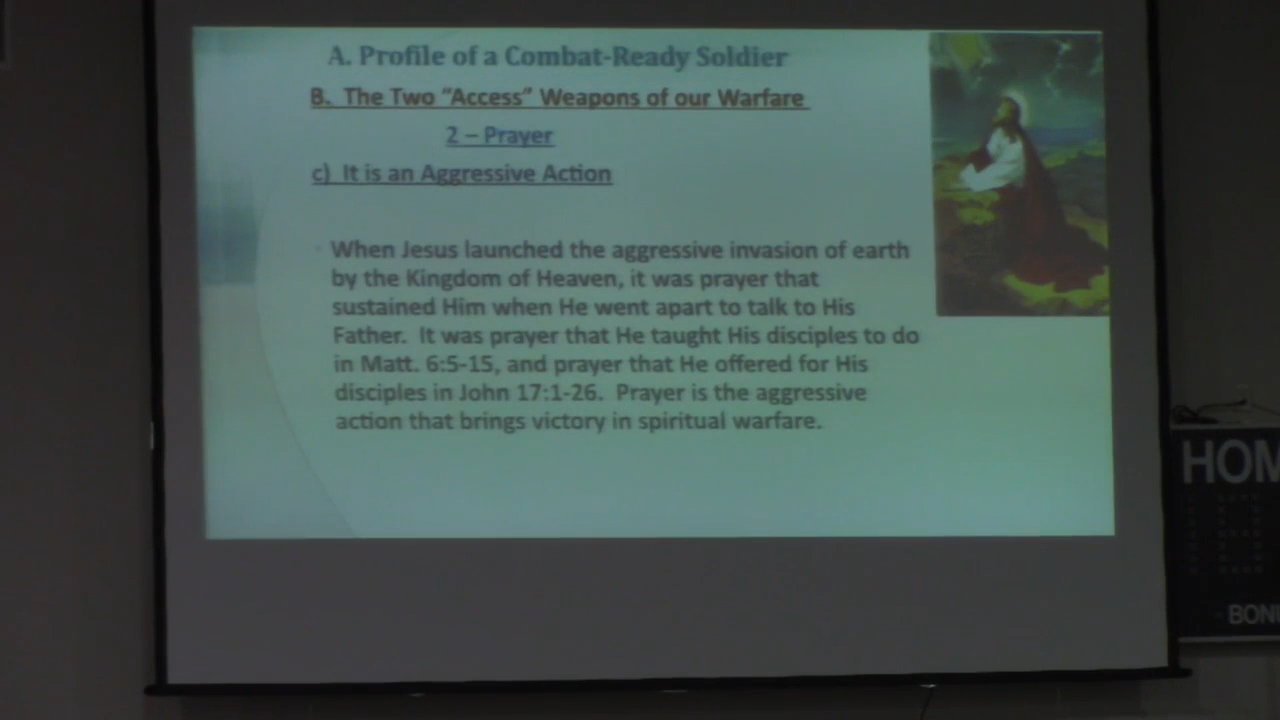 A. Profile of a Combat-Ready Soldier
B. The Two “Access” Weapons of our Warfare
2 – Prayer
c) It is an Aggressive Action
When Jesus launched the aggressive invasion of earth
by the Kingdom of Heaven, it was prayer that
sustained Him when He went apart to talk to His
Father. It was prayer that He taught His disciples to do
in Matt. 6:5-15, and prayer that He offered for His
disciples in John 17:1-26. Prayer is the aggressive
action that brings victory in spiritual warfare.